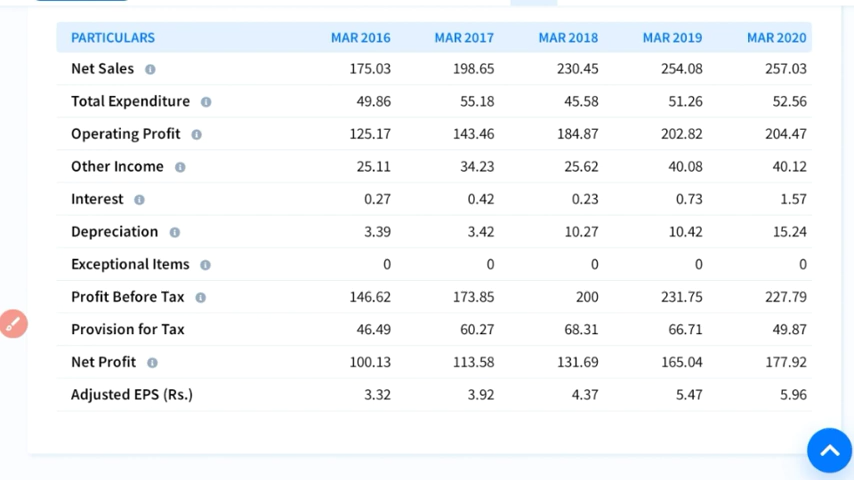 PARTICULARS MAR 2016 MAR 2017 MAR 2018 MAR 2019 MAR 2020
Net Sales 175.03 198.65 230.45 254.08 257.03
Total Expenditure 49.86 55.18 45.58 51.26 52.56
Operating Profit 125.17 143.46 184.87 202.82 204.47
Other Income 25.11 34.23 25.62 40.08 40.12
Interest 0.27 0.42 0.23 0.73 1.57
Depreciation 3.39 3.42 10.27 10.42 15.24
Exceptional Items 0 0 0 0 0
Profit Before Tax 146.62 173.85 200 231.75 227.79
Provision for Tax 46.49 60.27 68.31 66.71 49.87
Net Profit 100.13 113.58 131.69 165.04 177.92
Adjusted EPS (Rs.) 3.32 3.92 4.37 5.47 5.96